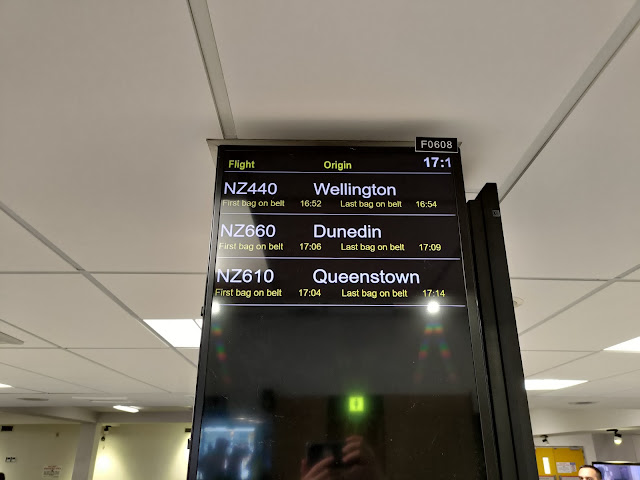 F0608
Flight Origin 17:1
NZ440 Wellington
First bag on belt 16:52 Last bag on belt 16:54
NZ660 Dunedin
First bag on belt 17:06 Last bag on belt 17:09
NZ610 Queenstown
First bag on belt 17:04 Last bag on belt 17:14